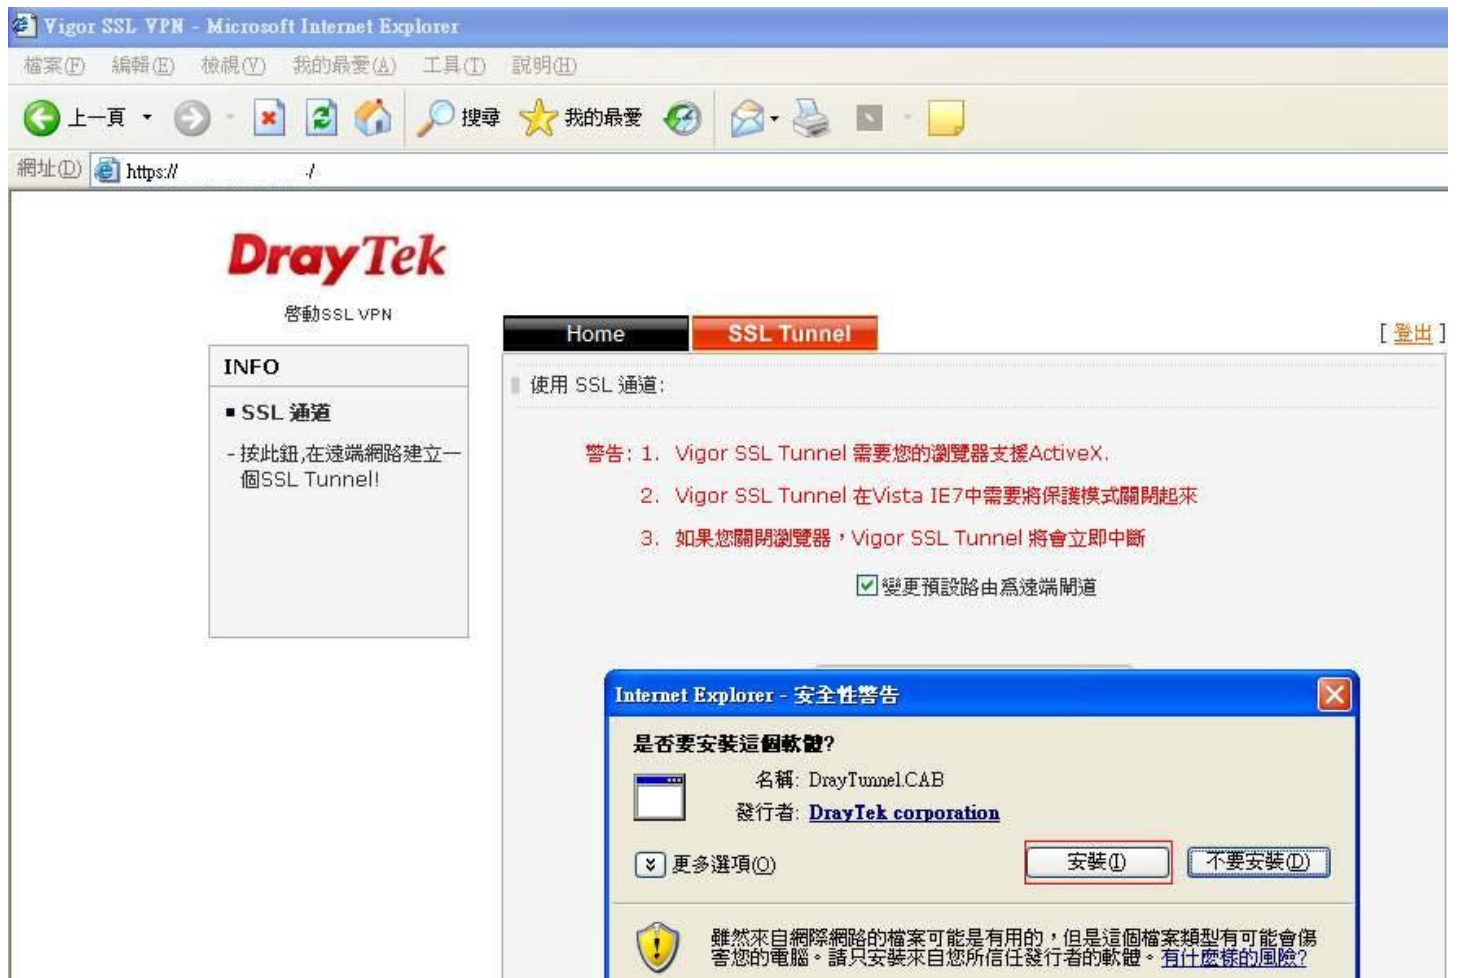 Vigor SSL VPN - Microsoft Internet Explorer
檔案(F) 編輯(E) 檢視(V) 我的最愛(A) 工具(T) 說明(H)
上一頁 搜尋 我的最愛
網址(D) https:// /
DrayTek
啓動SSL VPN
Home SSL Tunnel [ 登出 ]
INFO
使用 SSL 通道:
■ SSL 通道
- 按此鈕,在遠端網路建立一
個SSL Tunnel!
警告: 1. Vigor SSL Tunnel 需要您的瀏覽器支援ActiveX.
2. Vigor SSL Tunnel 在Vista IE7中需要將保護模式關閉起來
3. 如果您關閉瀏覽器，Vigor SSL Tunnel 將會立即中斷
變更預設路由爲遠端閘道
Internet Explorer - 安全性警告
是否要安裝這個軟體?
名稱: DrayTunnel.CAB
發行者: DrayTek corporation
更多選項(O) 安裝(I) 不要安裝(D)
雖然來自網際網路的檔案可能是有用的，但是這個檔案類型有可能會傷
害您的電腦。請只安裝來自您所信任發行者的軟體。有什麼樣的風險?